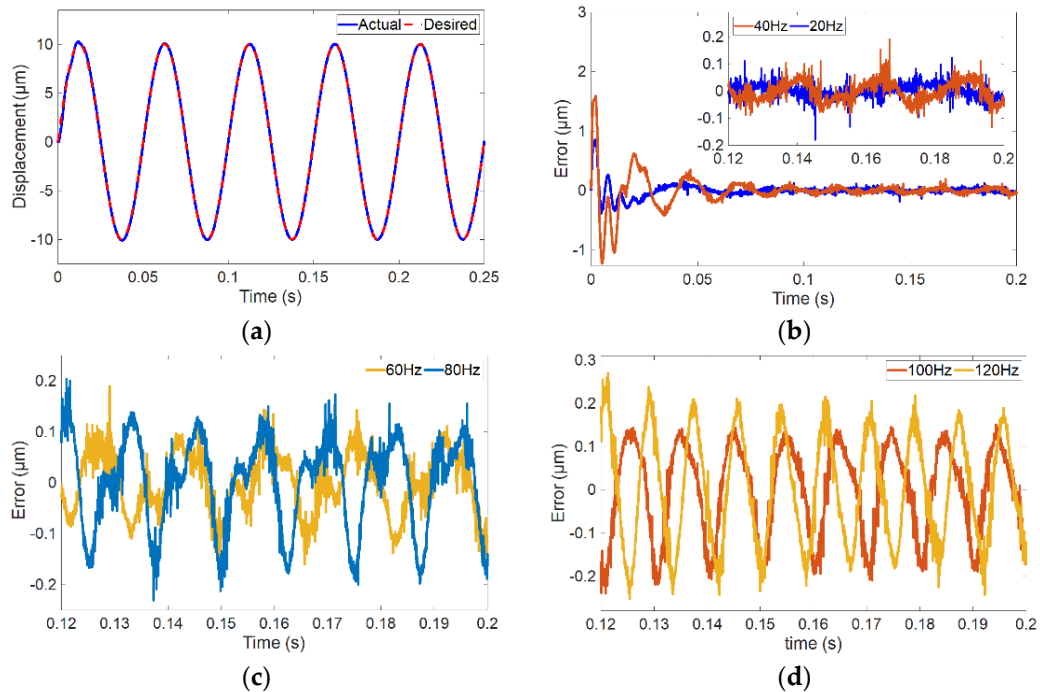 Actual Desired
Displacement (μm)
10
5
0
-5
-10
0 0.05 0.1 0.15 0.2 0.25
Time (s)
(a)
40Hz 20Hz
Error (μm)
3
2
1
0
-1
0.2
0.1
0
-0.1
-0.2
0.12 0.14 0.16 0.18 0.2
0 0.05 0.1 0.15 0.2
Time (s)
(b)
60Hz 80Hz
Error (μm)
0.2
0.1
0
-0.1
-0.2
0.12 0.13 0.14 0.15 0.16 0.17 0.18 0.19 0.2
Time (s)
(c)
100Hz 120Hz
Error (μm)
0.3
0.2
0.1
0
-0.1
-0.2
0.12 0.13 0.14 0.15 0.16 0.17 0.18 0.19 0.2
time (s)
(d)